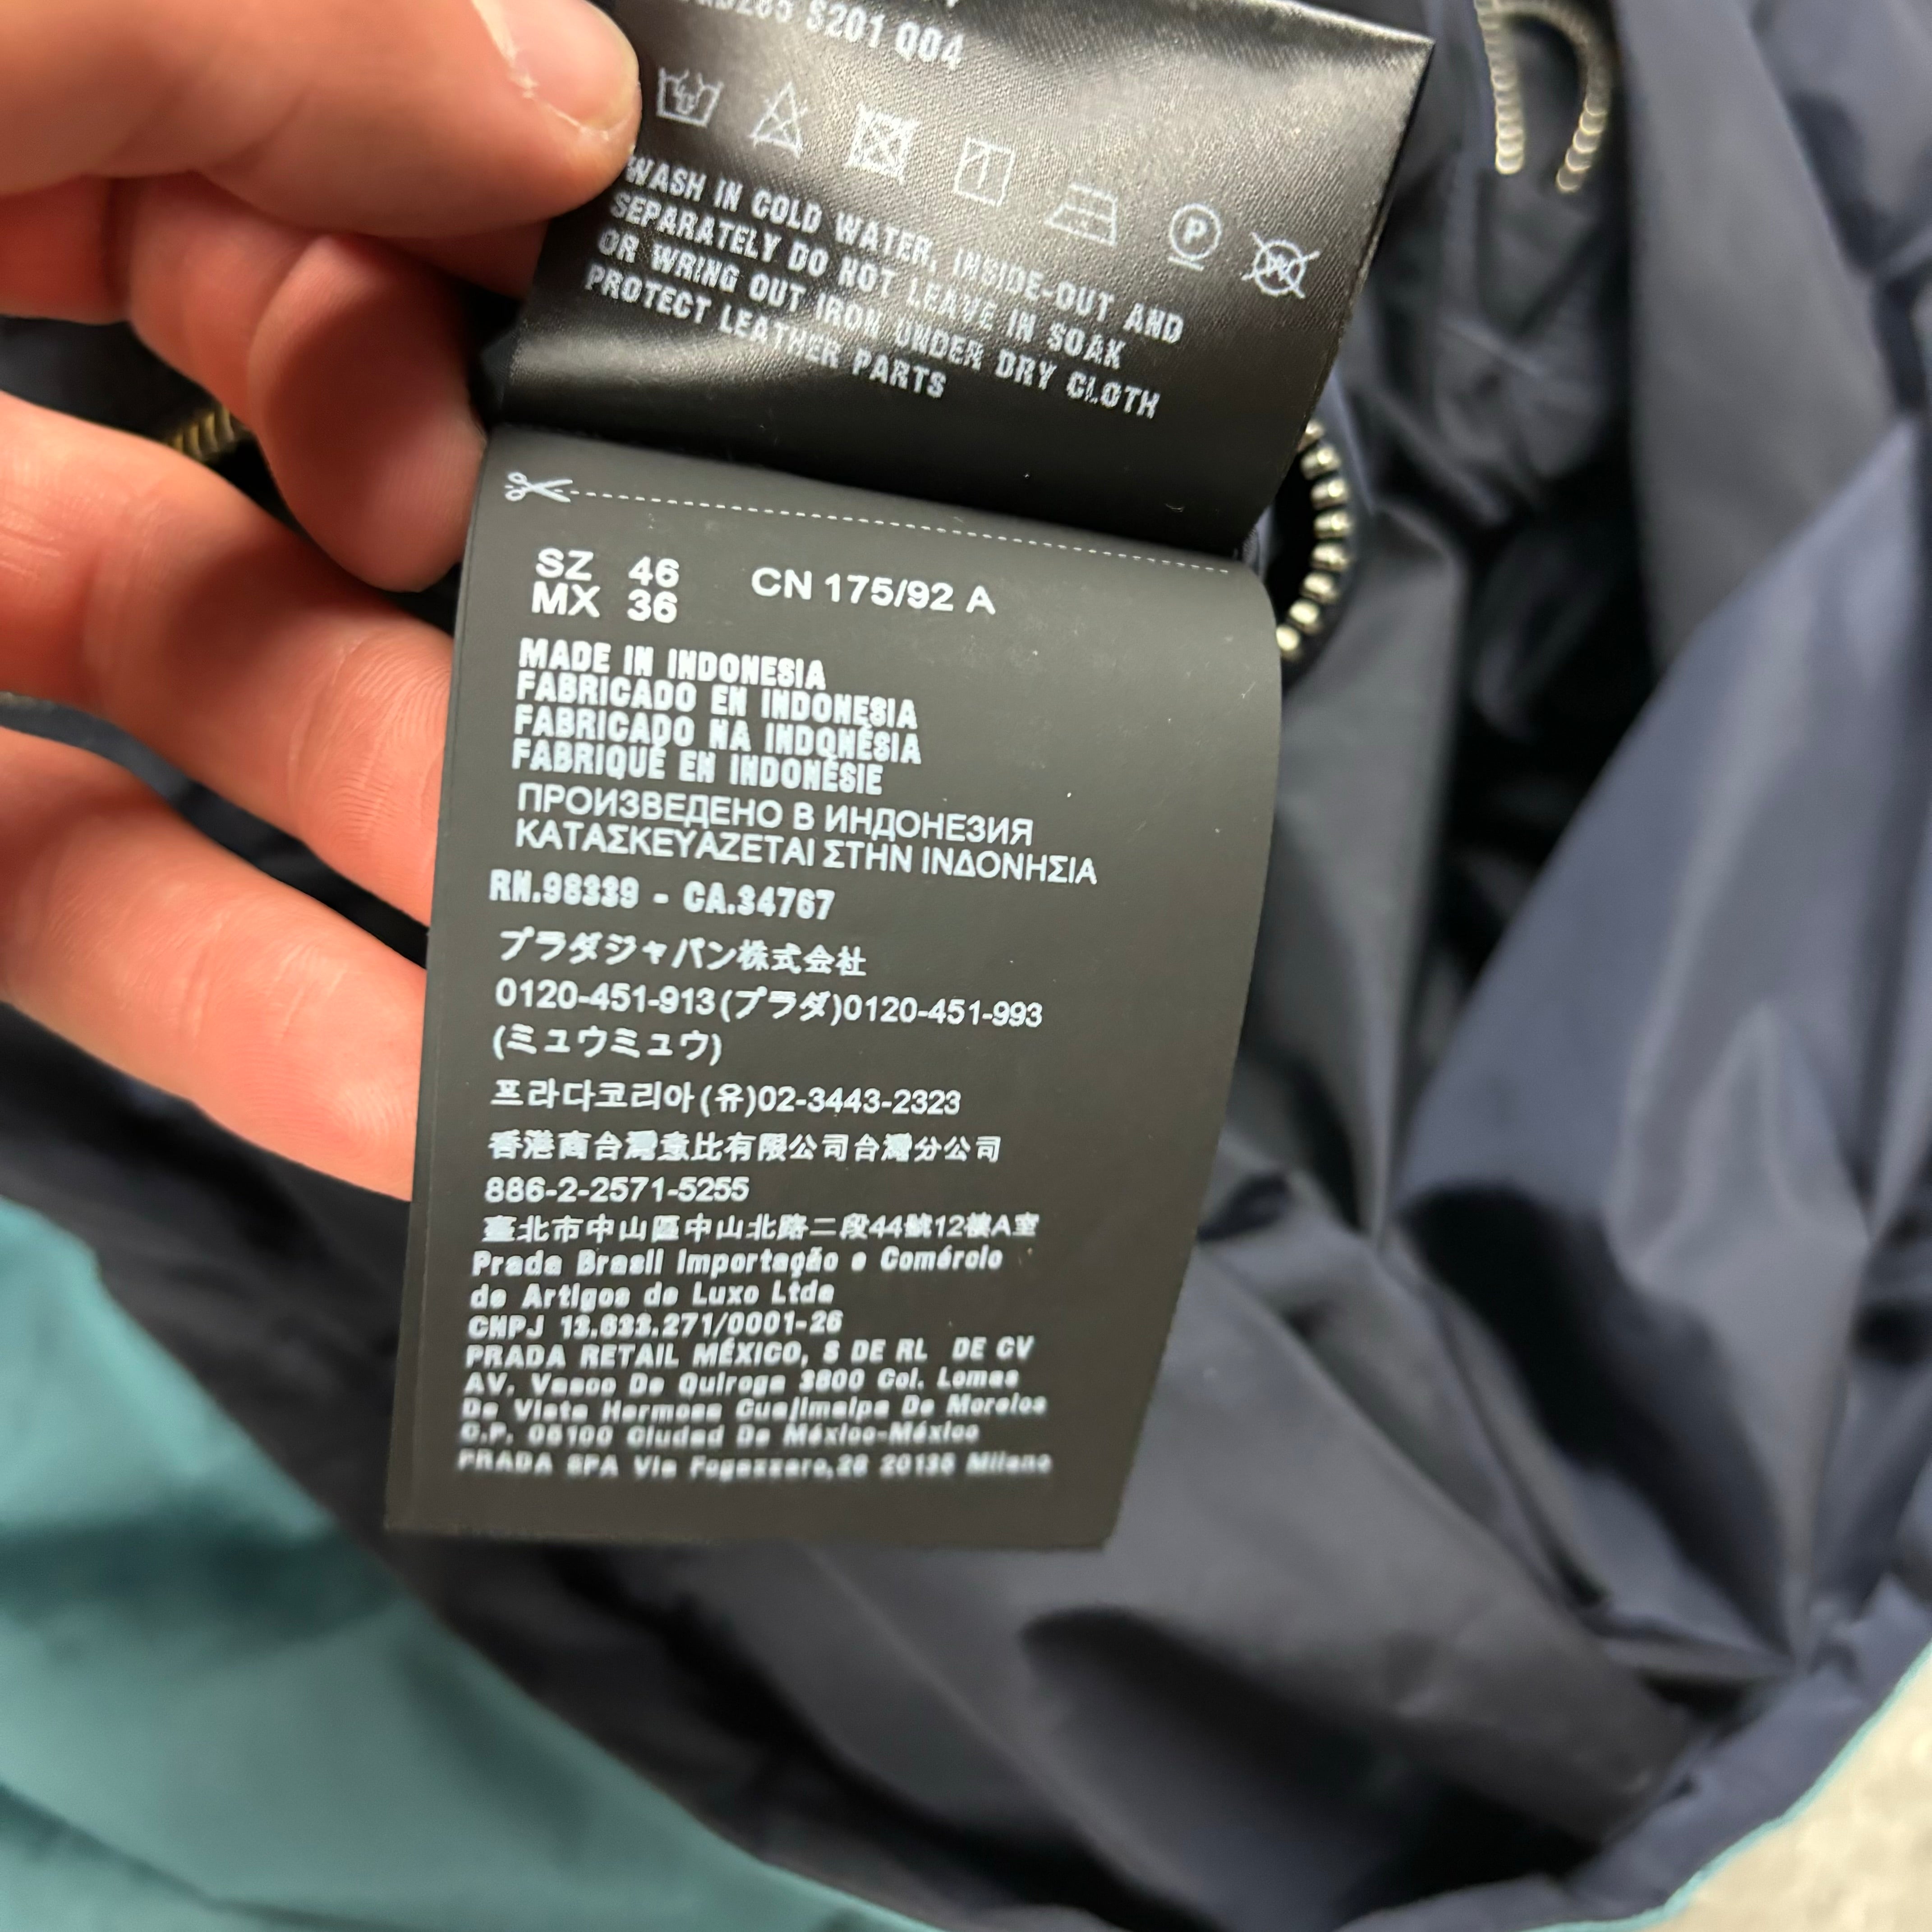 S201 Q04
WASH IN COLD WATER, INSIDE-OUT AND
SEPARATELY DO NOT LEAVE IN SOAK
OR WRING OUT IRON UNDER DRY CLOTH
PROTECT LEATHER PARTS
SZ 46 CN 175/92 A
MX 36
MADE IN INDONESIA
FABRICADO EN INDONESIA
FABRICADO NA INDONÉSIA
FABRIQUÉ EN INDONÉSIE
ПРОИЗВЕДЕНО В ИНДОНЕЗИЯ
ΚΑΤΑΣΚΕΥΑΖΕΤΑΙ ΣΤΗΝ ΙΝΔΟΝΗΣΙΑ
RN.98339 - CA.34767
プラダジャパン株式会社
0120-451-913(プラダ)0120-451-993
(ミュウミュウ)
프라다코리아(유)02-3443-2323
香港商台灣意比有限公司台灣分公司
886-2-2571-5255
臺北市中山區中山北路二段44號12樓A室
Prada Brasil Importação e Comércio
de Artigos de Luxo Ltda
CNPJ 13.633.271/0001-26
PRADA RETAIL MÉXICO, S DE RL DE CV
AV. Vasco De Quiroga 3800 Col. Lomas
De Vista Hermosa Cuajimalpa De Morelos
C.P. 05100 Ciudad De México-México
PRADA SPA Via Fogazzaro,28 20135 Milano